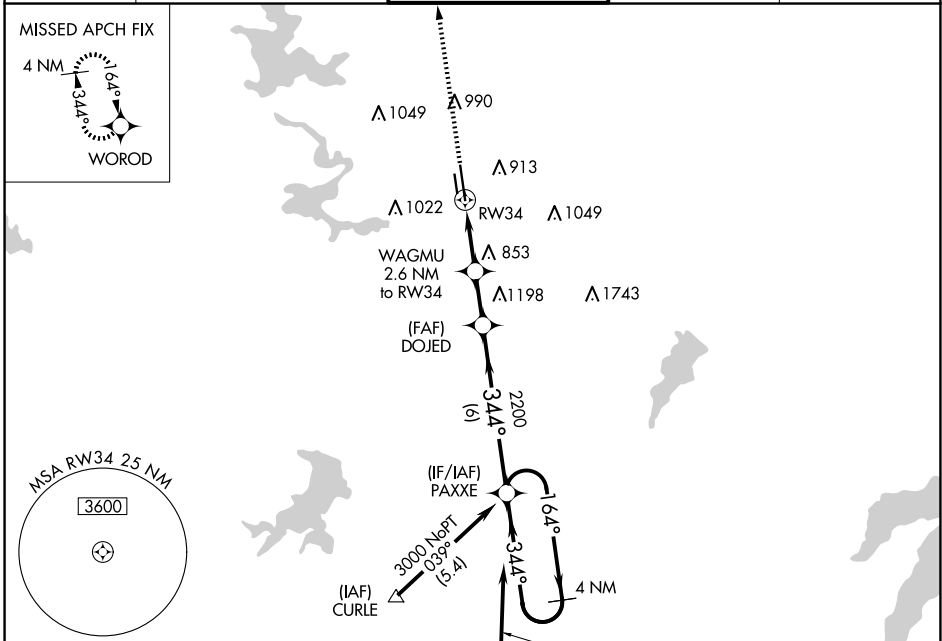 MISSED APCH FIX
4 NM
164°
344°
WOROD
1049
990
913
1022
RW34
1049
WAGMU
2.6 NM
to RW34
853
1198
1743
(FAF)
DOJED
2200
344°
(6)
MSA RW34 25 NM
3600
(IF/IAF)
PAXXE
164°
344°
3000 NoPT
039°
(5.4)
4 NM
(IAF)
CURLE